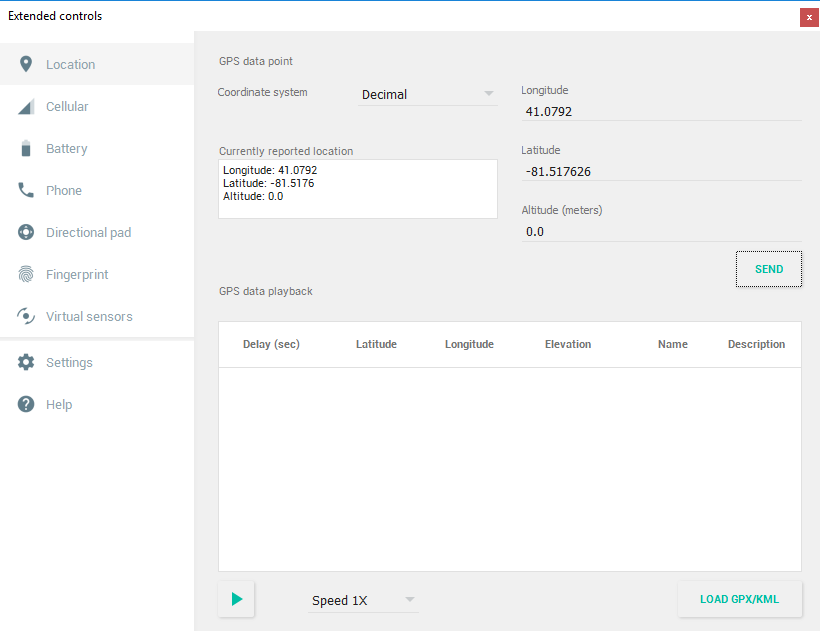 Extended controls
x
Location
Cellular
Battery
Phone
Directional pad
Fingerprint
Virtual sensors
Settings
Help
GPS data point
Coordinate system
Decimal
Longitude
41.0792
Currently reported location
Longitude: 41.0792
Latitude: -81.5176
Altitude: 0.0
Latitude
-81.517626
Altitude (meters)
0.0
SEND
GPS data playback
Delay (sec) Latitude Longitude Elevation Name Description
Speed 1X
LOAD GPX/KML